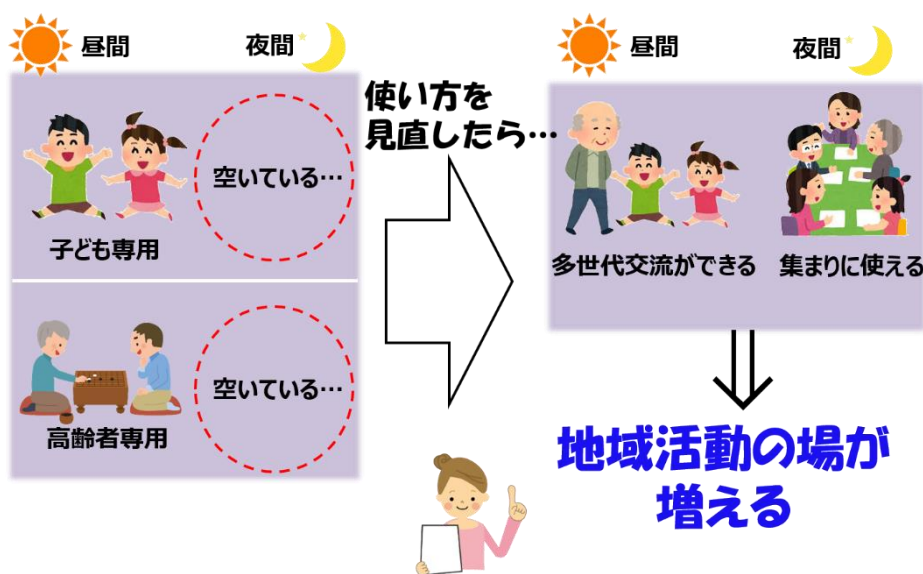 昼間
夜間
空いている…
子ども専用
空いている…
高齢者専用
使い方を
見直したら…
昼間
夜間
多世代交流ができる
集まりに使える
地域活動の場が
増える